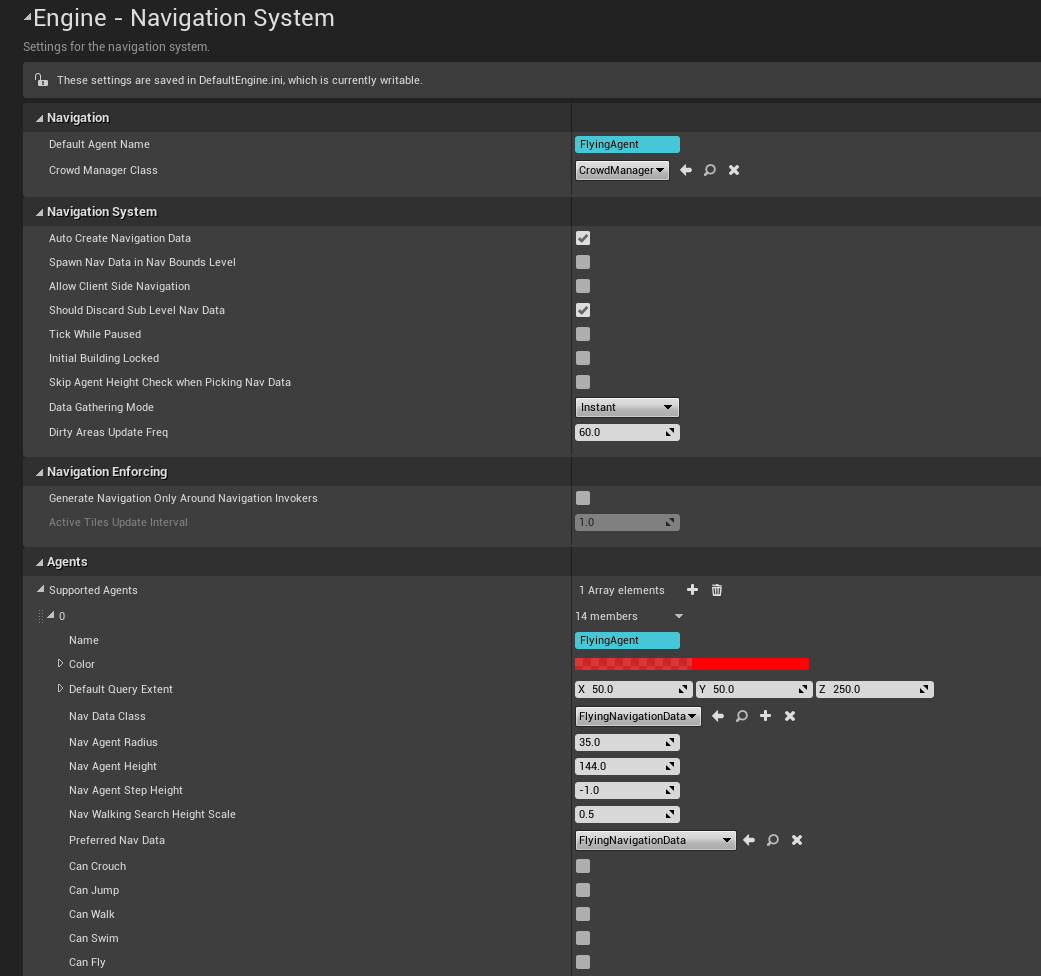 Engine - Navigation System
Settings for the navigation system.
These settings are saved in DefaultEngine.ini, which is currently writable.
Navigation
Default Agent Name FlyingAgent
Crowd Manager Class CrowdManager
Navigation System
Auto Create Navigation Data
Spawn Nav Data in Nav Bounds Level
Allow Client Side Navigation
Should Discard Sub Level Nav Data
Tick While Paused
Initial Building Locked
Skip Agent Height Check when Picking Nav Data
Data Gathering Mode Instant
Dirty Areas Update Freq 60.0
Navigation Enforcing
Generate Navigation Only Around Navigation Invokers
Active Tiles Update Interval 1.0
Agents
Supported Agents 1 Array elements
0 14 members
Name FlyingAgent
Color
Default Query Extent X 50.0 Y 50.0 Z 250.0
Nav Data Class FlyingNavigationData
Nav Agent Radius 35.0
Nav Agent Height 144.0
Nav Agent Step Height -1.0
Nav Walking Search Height Scale 0.5
Preferred Nav Data FlyingNavigationData
Can Crouch
Can Jump
Can Walk
Can Swim
Can Fly